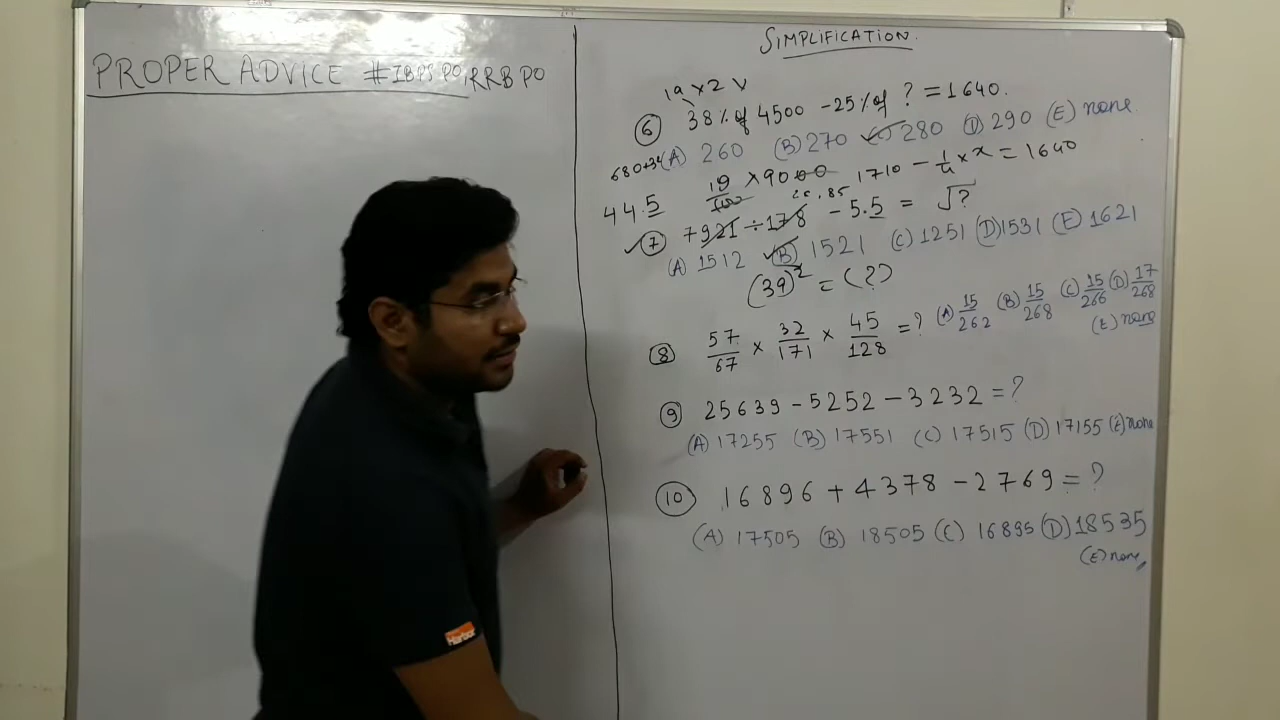 PROPER ADVICE #IBPS PO, RRB PO
SIMPLIFICATION
19 × 2 ×
6 38% of 4500 - 25% of ? = 1640.
(A) 260 (B) 270 (C) 280 (D) 290 (E) none
680+34
19/100 × 9000 1710 - 1/4 × x = 1640
44.5
7 7921 ÷ 178 - 5.5 = √?
(A) 1512 (B) 1521 (C) 1251 (D) 1531 (E) 1621
(39)² = (?)
8 57/67 × 32/171 × 45/128 = ? (A) 15/262 (B) 15/268 (C) 15/266 (D) 17/268
(E) none
9 25639 - 5252 - 3232 = ?
(A) 17255 (B) 17551 (C) 17515 (D) 17155 (E) none
10 16896 + 4378 - 2769 = ?
(A) 17505 (B) 18505 (C) 16895 (D) 18535
(E) none